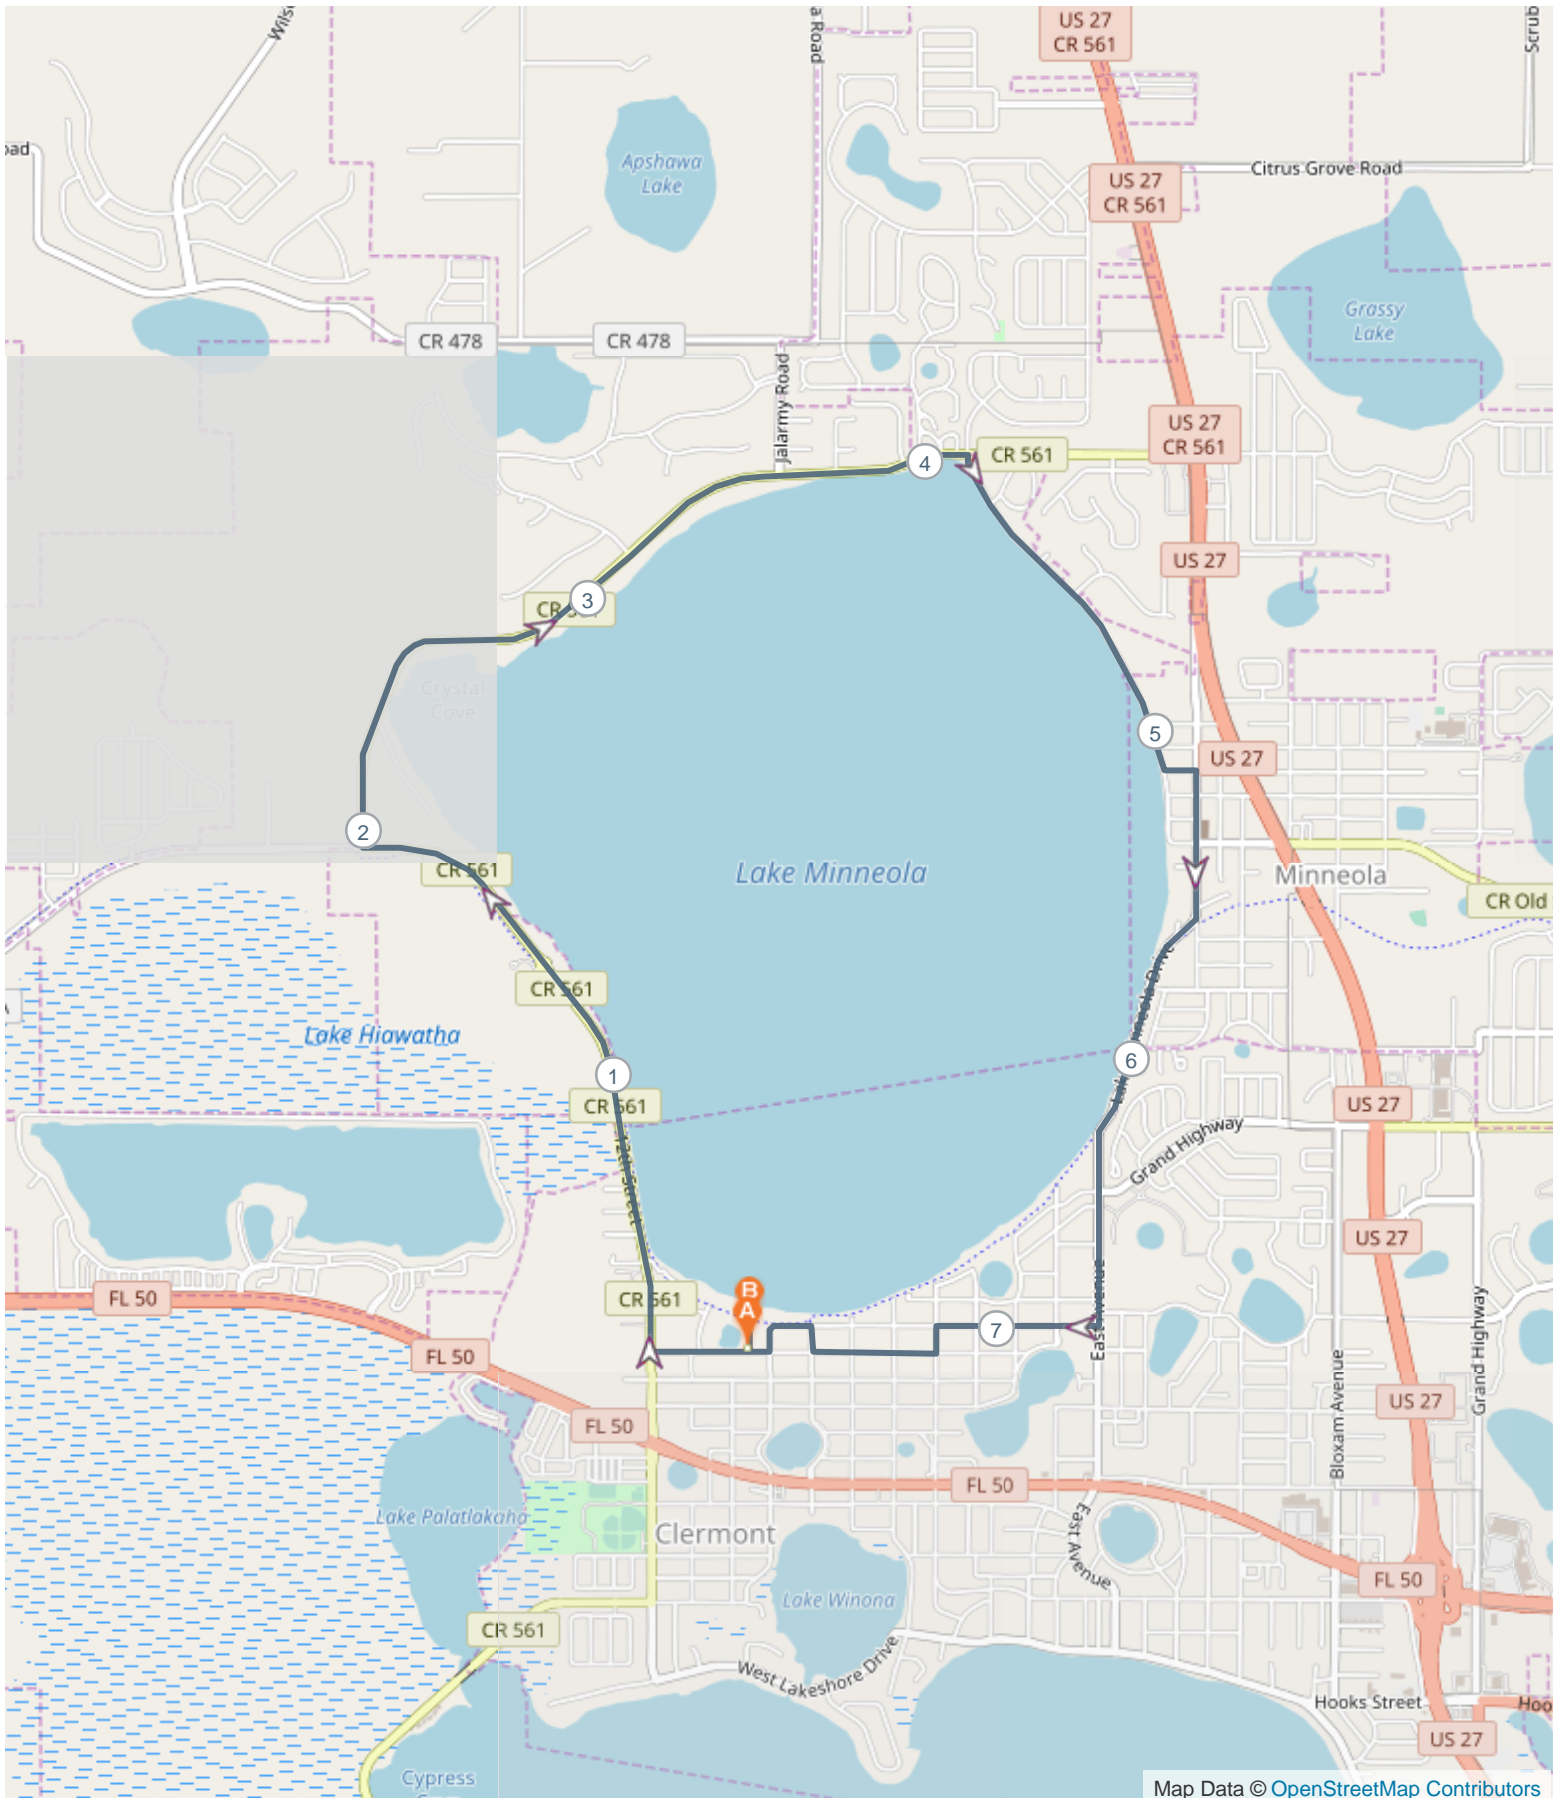 US 27
CR 561
Apshawa
Lake
Citrus Grove Road
US 27
CR 561
Grassy
Lake
CR 478
CR 478
Jalarmy Road
US 27
CR 561
4
CR 561
US 27
3
Crystal
Cove
5
US 27
2
CR 561
Lake Minneola
Minneola
CR Old
CR 561
Lake Hiawatha
6
1
CR 561
US 27
Grand Highway
12th Street
US 27
FL 50
CR 561
B
A
7
East Avenue
Grand Highway
FL 50
US 27
Bloxam Avenue
FL 50
FL 50
Lake Palatlakaha
Clermont
East Avenue
FL 50
Lake Winona
CR 561
West Lakeshore Drive
Hooks Street
Hoo
US 27
Cypress
Map Data © OpenStreetMap Contributors